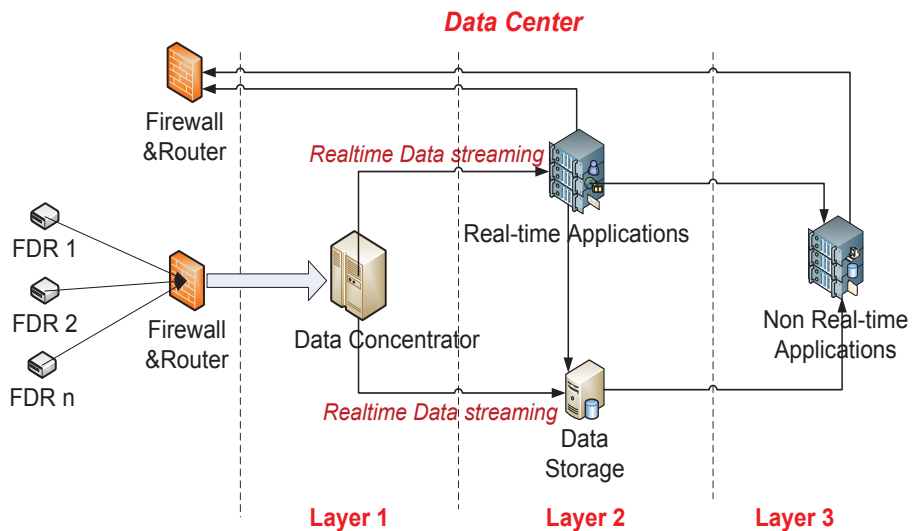 Data Center
Firewall
&Router
Realtime Data streaming
Real-time Applications
FDR 1
FDR 2
FDR n
Firewall
&Router
Data Concentrator
Non Real-time
Applications
Realtime Data streaming
Data
Storage
Layer 1
Layer 2
Layer 3